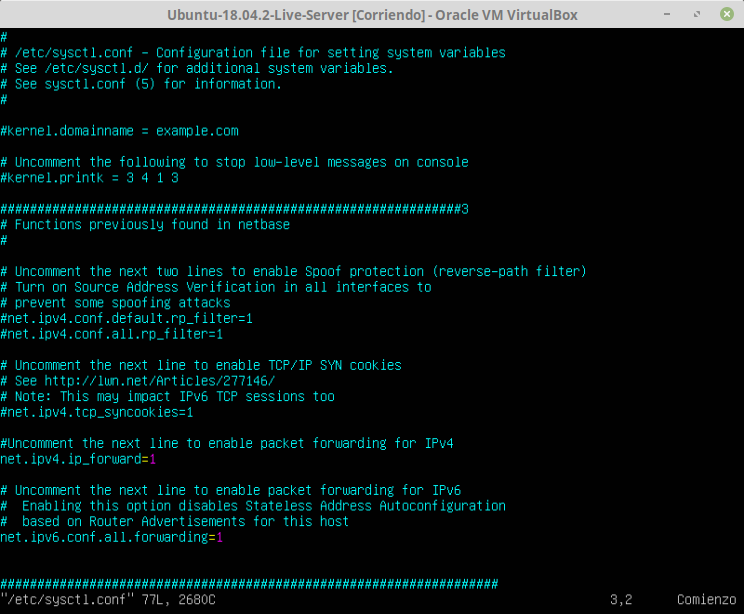 Ubuntu-18.04.2-Live-Server [Corriendo] - Oracle VM VirtualBox
#
# /etc/sysctl.conf - Configuration file for setting system variables
# See /etc/sysctl.d/ for additional system variables.
# See sysctl.conf (5) for information.
#
#kernel.domainname = example.com
# Uncomment the following to stop low-level messages on console
#kernel.printk = 3 4 1 3
##############################################################3
# Functions previously found in netbase
#
# Uncomment the next two lines to enable Spoof protection (reverse-path filter)
# Turn on Source Address Verification in all interfaces to
# prevent some spoofing attacks
#net.ipv4.conf.default.rp_filter=1
#net.ipv4.conf.all.rp_filter=1
# Uncomment the next line to enable TCP/IP SYN cookies
# See http://lwn.net/Articles/277146/
# Note: This may impact IPv6 TCP sessions too
#net.ipv4.tcp_syncookies=1
#Uncomment the next line to enable packet forwarding for IPv4
net.ipv4.ip_forward=1
# Uncomment the next line to enable packet forwarding for IPv6
#  Enabling this option disables Stateless Address Autoconfiguration
#  based on Router Advertisements for this host
net.ipv6.conf.all.forwarding=1
###################################################################
"/etc/sysctl.conf" 77L, 2680C 3,2 Comienzo